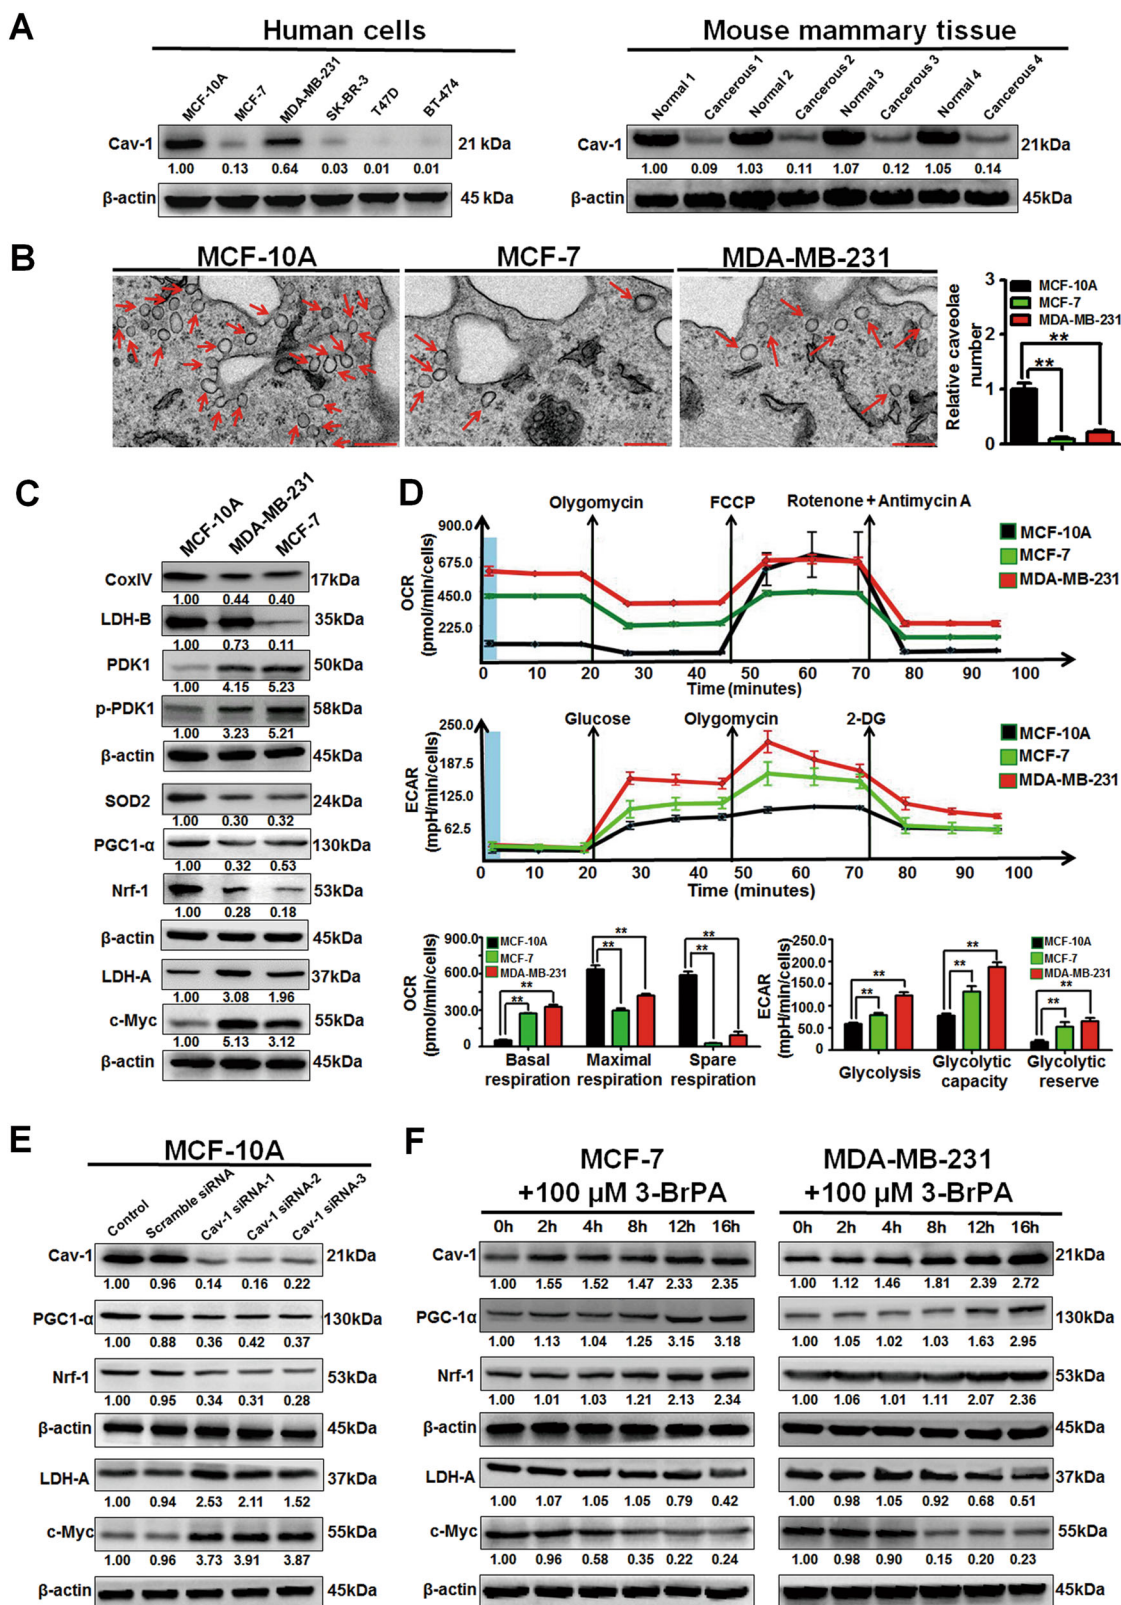 A
Human cells
MCF-10A MCF-7 MDA-MB-231 SK-BR-3 T47D BT-474
Cav-1 21 kDa
1.00 0.13 0.64 0.03 0.01 0.01
β-actin 45 kDa
Mouse mammary tissue
Normal 1 Cancerous 1 Normal 2 Cancerous 2 Normal 3 Cancerous 3 Normal 4 Cancerous 4
Cav-1 21 kDa
1.00 0.09 1.03 0.11 1.07 0.12 1.05 0.14
β-actin 45kDa
B
MCF-10A MCF-7 MDA-MB-231
Relative caveolae
number
3
2
1
0
MCF-10A
MCF-7
MDA-MB-231
**
**
C
MCF-10A MDA-MB-231 MCF-7
CoxIV 17kDa
1.00 0.44 0.40
LDH-B 35kDa
1.00 0.73 0.11
PDK1 50kDa
1.00 4.15 5.23
p-PDK1 58kDa
1.00 3.23 5.21
β-actin 45kDa
SOD2 24kDa
1.00 0.30 0.32
PGC1-α 130kDa
1.00 0.32 0.53
Nrf-1 53kDa
1.00 0.28 0.18
β-actin 45kDa
LDH-A 37kDa
1.00 3.08 1.96
c-Myc 55kDa
1.00 5.13 3.12
β-actin 45kDa
D
Olygomycin FCCP Rotenone+Antimycin A
OCR
(pmol/min/cells)
900.0
675.0
450.0
225.0
0 10 20 30 40 50 60 70 80 90 100
Time (minutes)
MCF-10A
MCF-7
MDA-MB-231
Glucose Olygomycin 2-DG
ECAR
(mpH/min/cells)
250.0
187.5
125.0
62.5
0 10 20 30 40 50 60 70 80 90 100
Time (minutes)
MCF-10A
MCF-7
MDA-MB-231
OCR
(pmol/min/cells)
900.0
600.0
300.0
0
MCF-10A
MCF-7
MDA-MB-231
** ** ** ** ** **
Basal Maximal Spare
respiration respiration respiration
ECAR
(mpH/min/cells)
250.0
200.0
150.0
100.0
50.0
0
MCF-10A
MCF-7
MDA-MB-231
** ** ** ** ** **
Glycolysis Glycolytic Glycolytic
capacity reserve
E
MCF-10A
Control Scramble siRNA Cav-1 siRNA-1 Cav-1 siRNA-2 Cav-1 siRNA-3
Cav-1 21kDa
1.00 0.96 0.14 0.16 0.22
PGC1-α 130kDa
1.00 0.88 0.36 0.42 0.37
Nrf-1 53kDa
1.00 0.95 0.34 0.31 0.28
β-actin 45kDa
LDH-A 37kDa
1.00 0.94 2.53 2.11 1.52
c-Myc 55kDa
1.00 0.96 3.73 3.91 3.87
β-actin 45kDa
F
MCF-7 MDA-MB-231
+100 µM 3-BrPA +100 µM 3-BrPA
0h 2h 4h 8h 12h 16h 0h 2h 4h 8h 12h 16h
Cav-1 21kDa
1.00 1.55 1.52 1.47 2.33 2.35 1.00 1.12 1.46 1.81 2.39 2.72
PGC-1α 130kDa
1.00 1.13 1.04 1.25 3.15 3.18 1.00 1.05 1.02 1.03 1.63 2.95
Nrf-1 53kDa
1.00 1.01 1.03 1.21 2.13 2.34 1.00 1.06 1.01 1.11 2.07 2.36
β-actin 45kDa
LDH-A 37kDa
1.00 1.07 1.05 1.05 0.79 0.42 1.00 0.98 1.05 0.92 0.68 0.51
c-Myc 55kDa
1.00 0.96 0.58 0.35 0.22 0.24 1.00 0.98 0.90 0.15 0.20 0.23
β-actin 45kDa